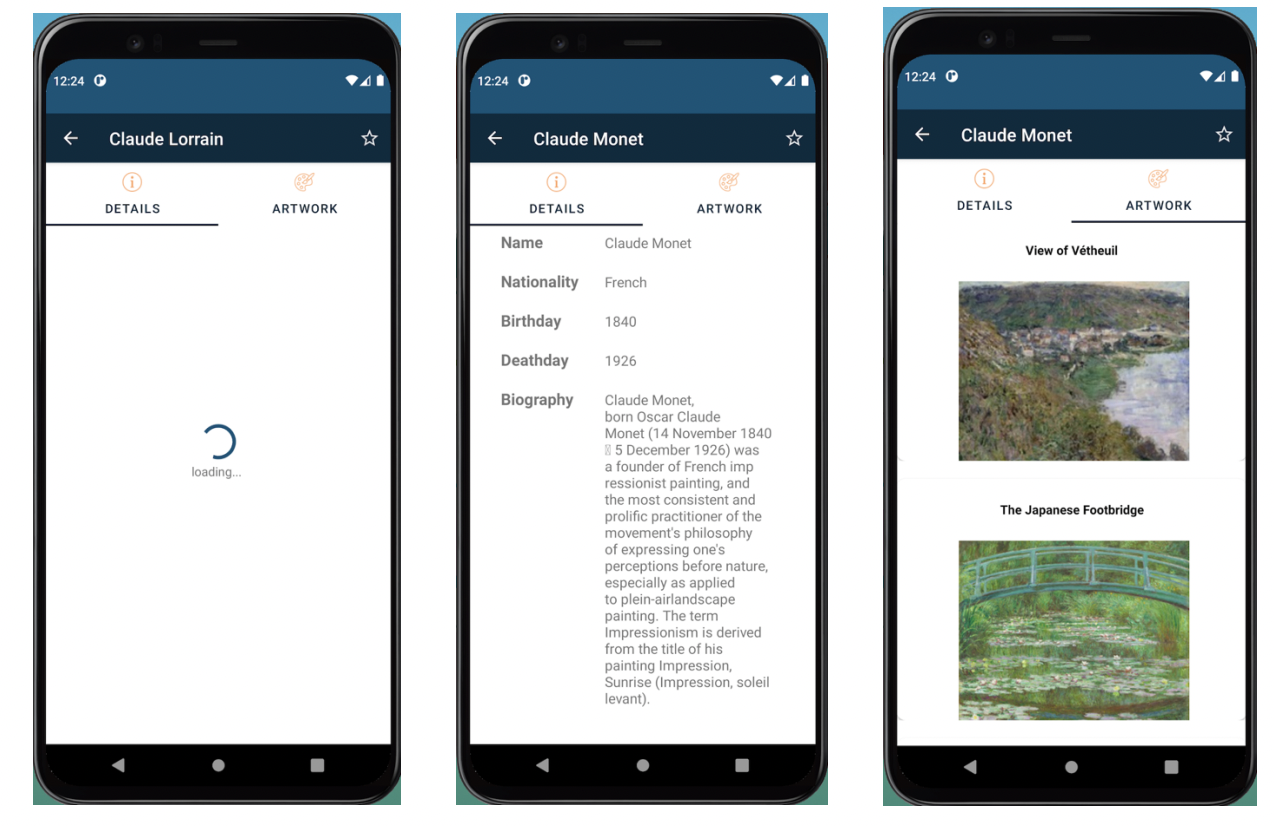 12:24
Claude Lorrain
DETAILS
ARTWORK
loading...
12:24
Claude Monet
DETAILS
ARTWORK
Name Claude Monet
Nationality French
Birthday 1840
Deathday 1926
Biography Claude Monet,
born Oscar Claude
Monet (14 November 1840
5 December 1926) was
a founder of French imp
ressionist painting, and
the most consistent and
prolific practitioner of the
movement's philosophy
of expressing one's
perceptions before nature,
especially as applied
to plein-airlandscape
painting. The term
Impressionism is derived
from the title of his
painting Impression,
Sunrise (Impression, soleil
levant).
12:24
Claude Monet
DETAILS
ARTWORK
View of Vétheuil
The Japanese Footbridge